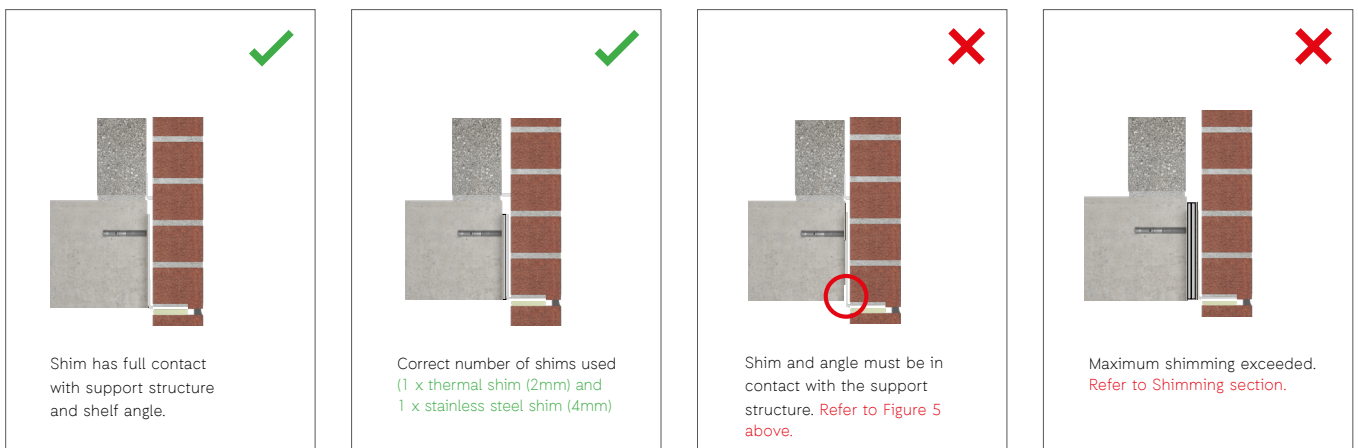 Shim has full contact
with support structure
and shelf angle.
Correct number of shims used
(1 x thermal shim (2mm) and
1 x stainless steel shim (4mm)
Shim and angle must be in
contact with the support
structure. Refer to Figure 5
above.
Maximum shimming exceeded.
Refer to Shimming section.